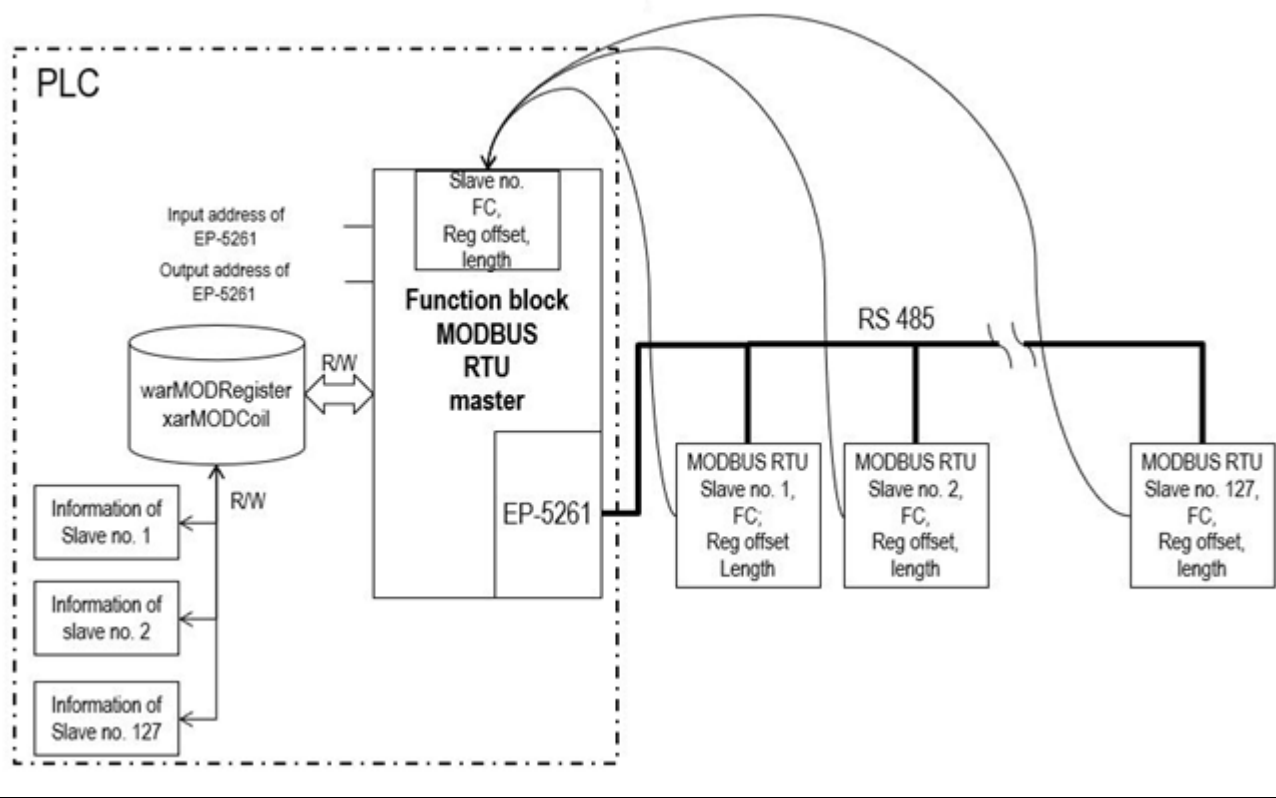 PLC
Slave no.
FC,
Reg offset,
length
Input address of
EP-5261
Output address of
EP-5261
Function block
MODBUS
RTU
master
RS 485
R/W
warMODRegister
xarMODCoil
R/W
EP-5261
Information of
Slave no. 1
Information of
slave no. 2
Information of
Slave no. 127
MODBUS RTU
Slave no. 1,
FC;
Reg offset
Length
MODBUS RTU
Slave no. 2,
FC,
Reg offset,
length
MODBUS RTU
Slave no. 127,
FC,
Reg offset,
length